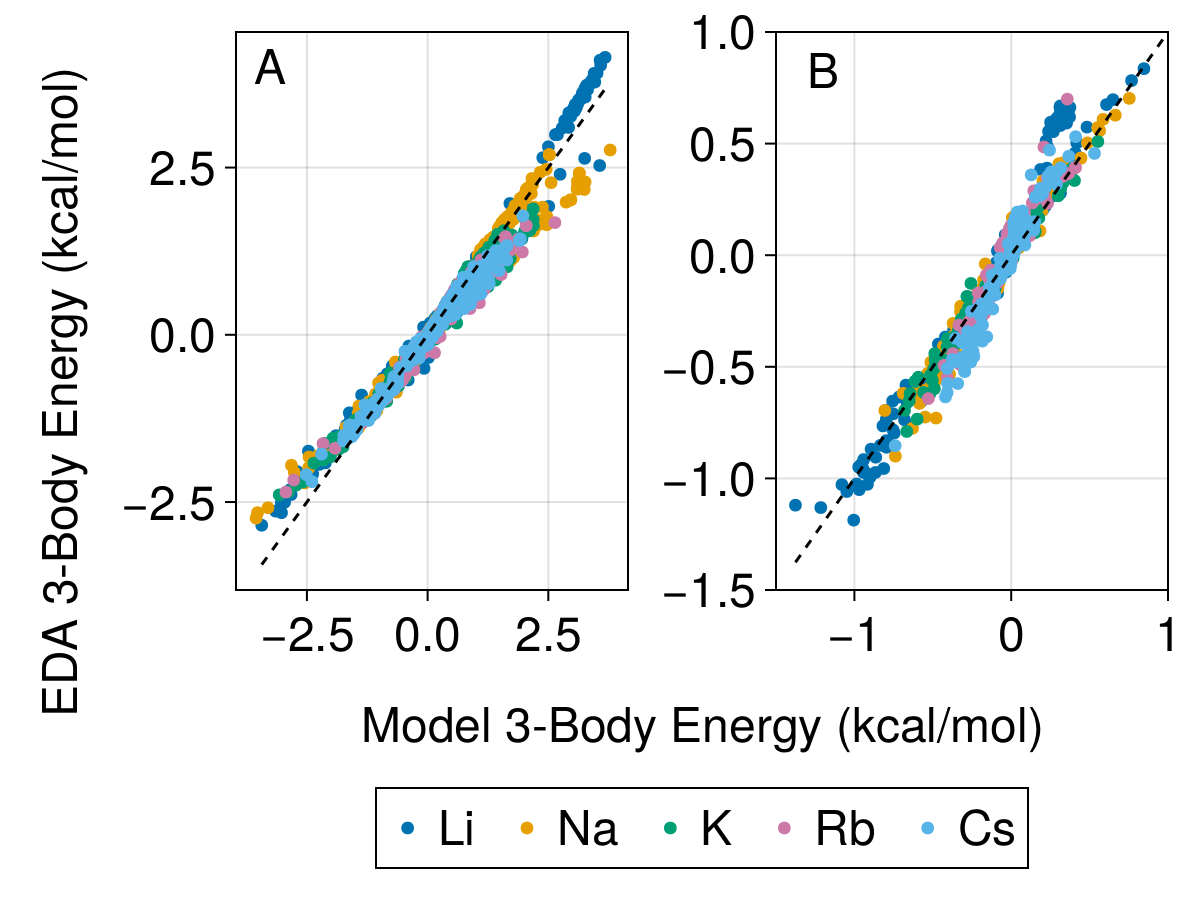 EDA 3-Body Energy (kcal/mol)
A
2.5
0.0
−2.5
−2.5 0.0 2.5
B
1.0
0.5
0.0
−0.5
−1.0
−1.5
−1 0 1
Model 3-Body Energy (kcal/mol)
Li Na K Rb Cs